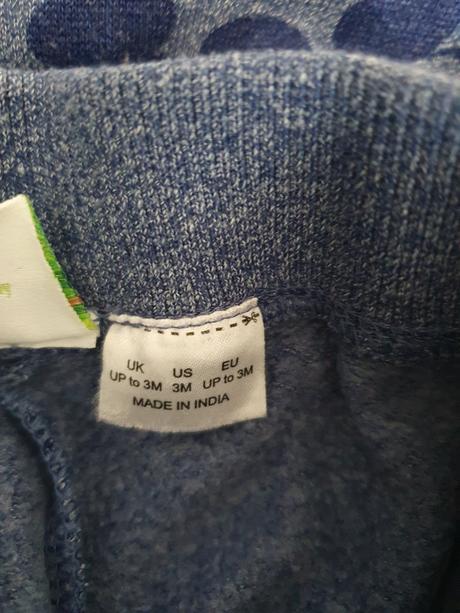 UK US EU
UP to 3M 3M UP to 3M
MADE IN INDIA